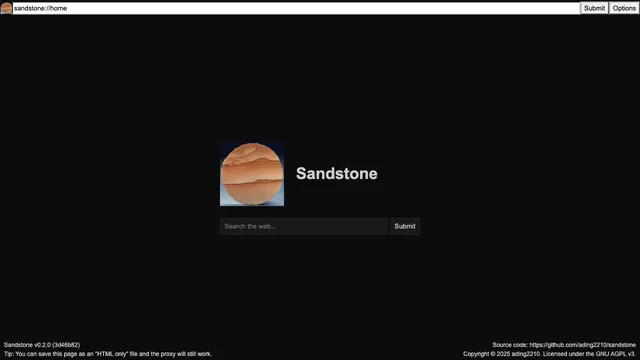 sandstone://home Submit Options
Sandstone
Search the web... Submit
Sandstone v0.2.0 (3d46b82)
Tip: You can save this page as an "HTML only" file and the proxy will still work.
Source code: https://github.com/ading2210/sandstone
Copyright © 2025 ading2210. Licensed under the GNU AGPL v3.